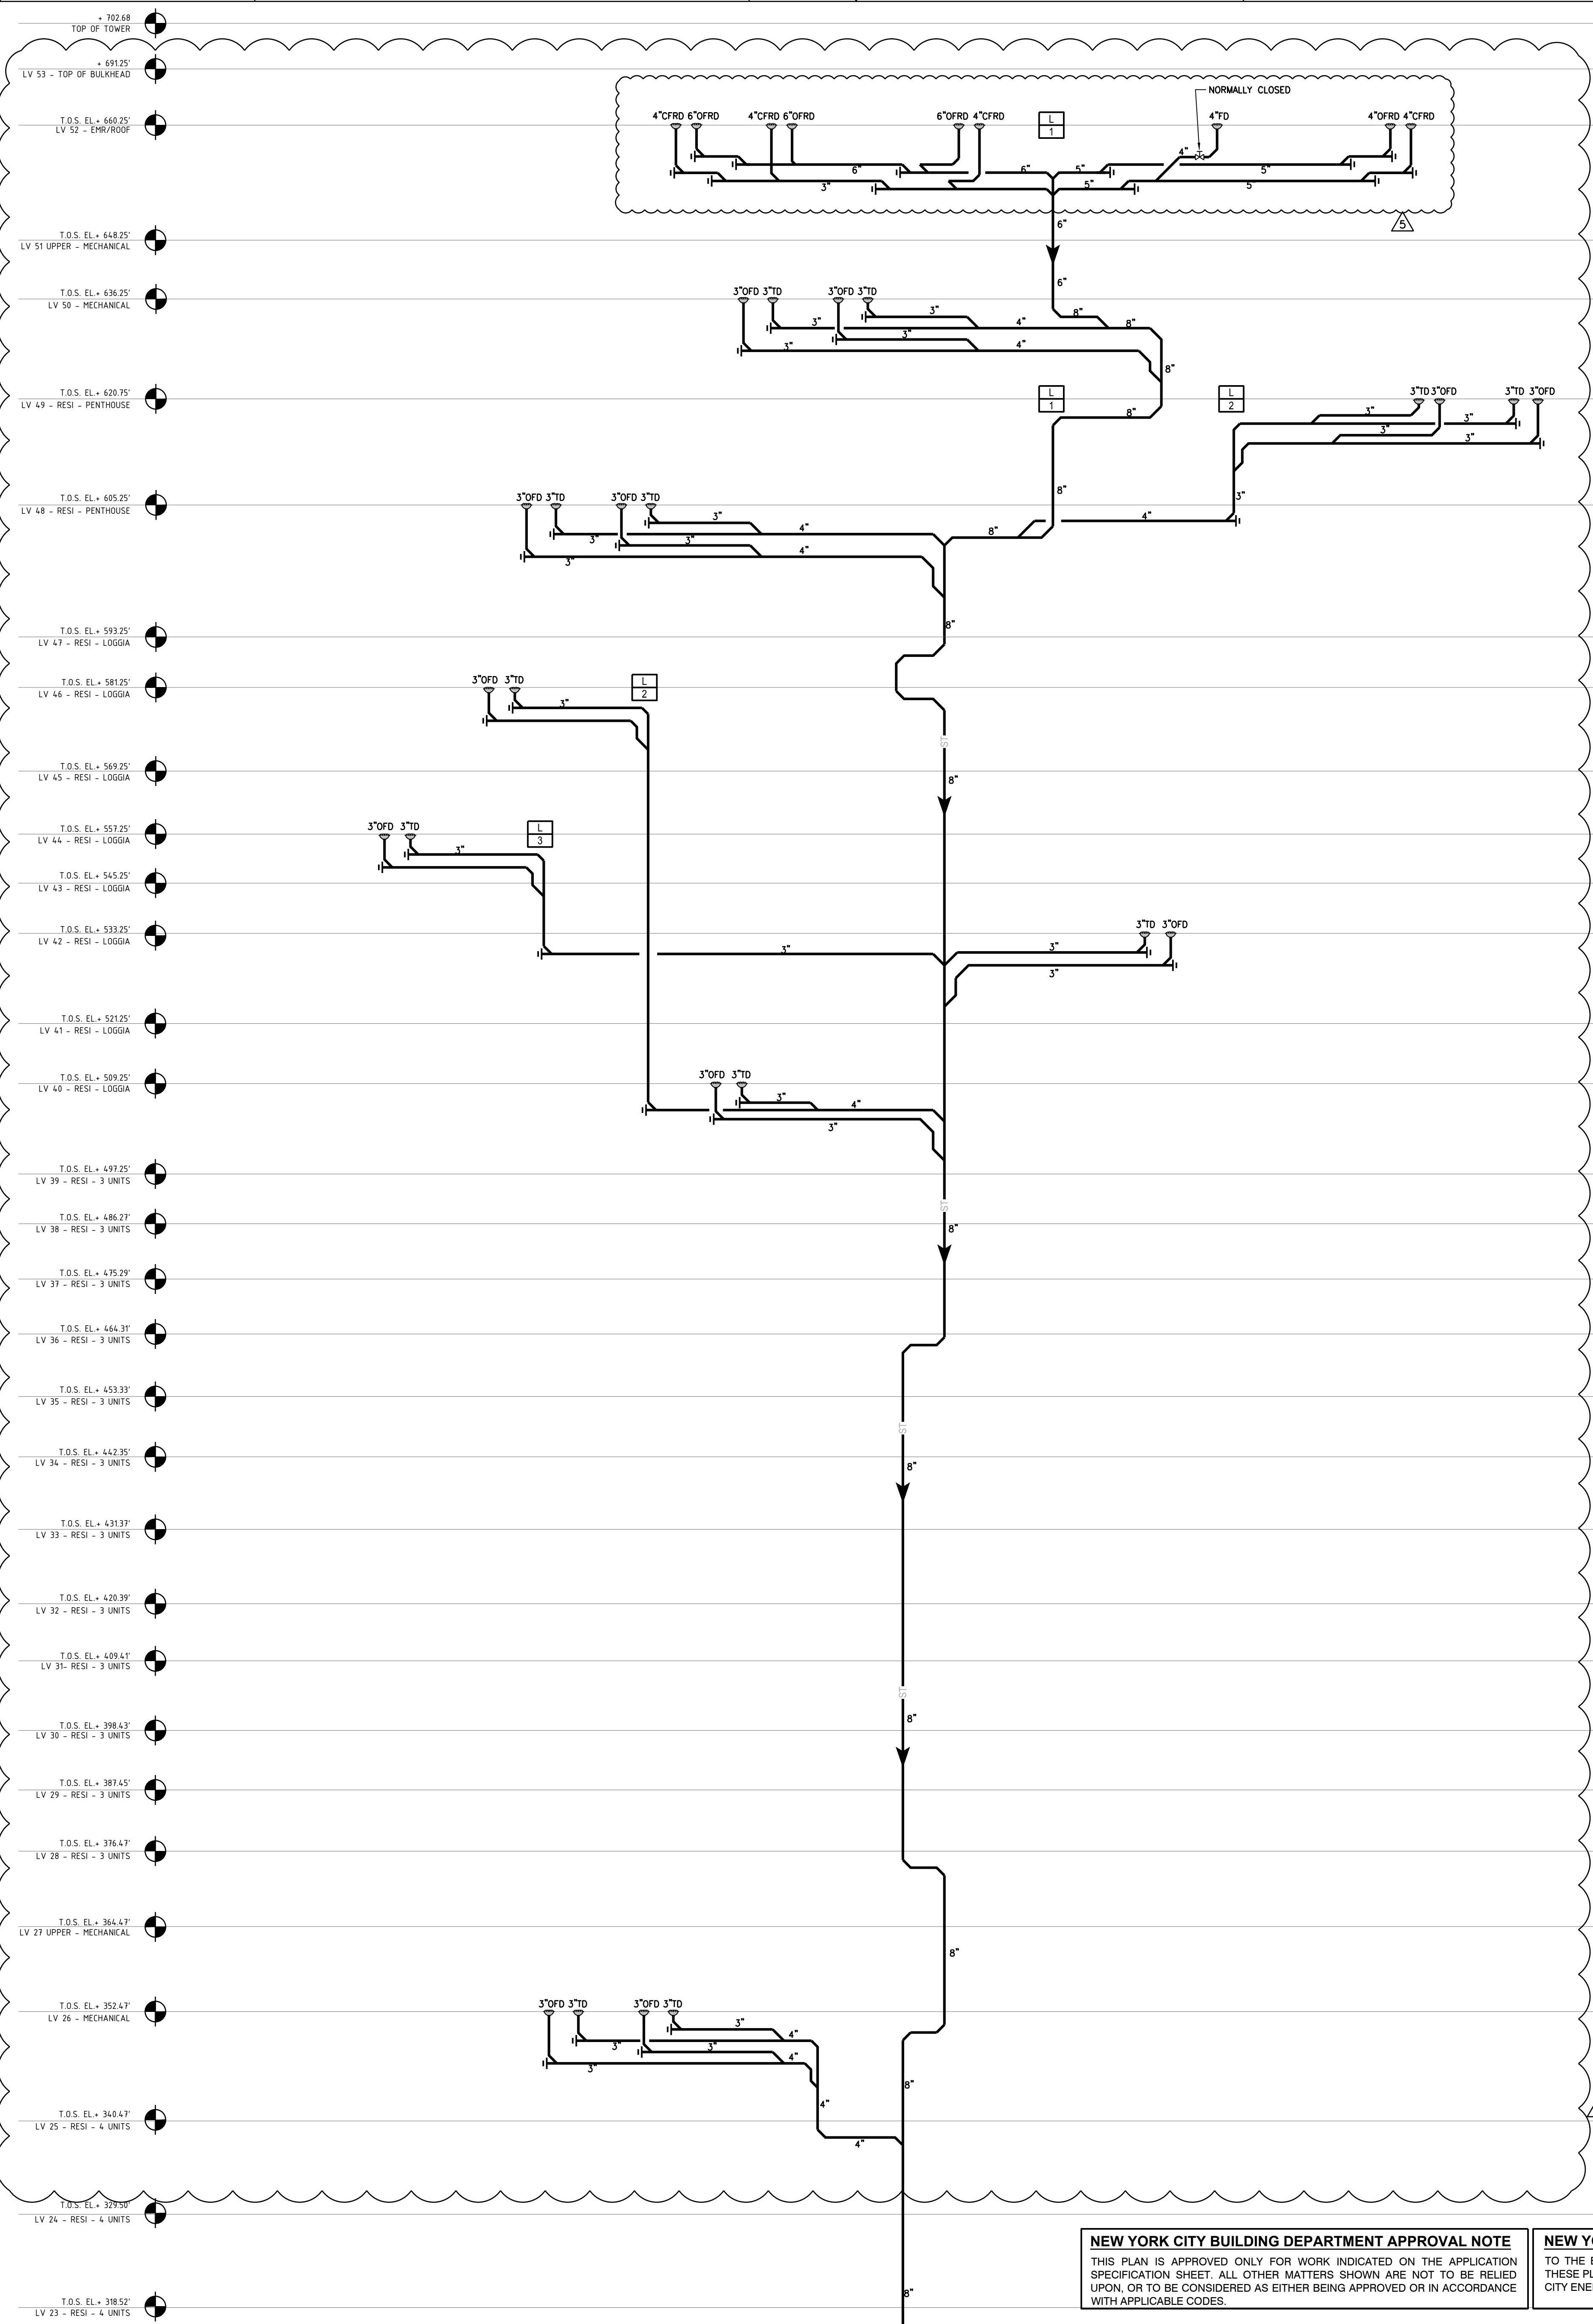 + 702.68
TOP OF TOWER
+ 691.25'
LV 53 - TOP OF BULKHEAD
NORMALLY CLOSED
T.O.S. EL.+ 660.25'
LV 52 - EMR/ROOF
4"CFRD 6"OFRD 4"CFRD 6"OFRD 6"OFRD 4"CFRD L 1 4"FD 4"OFRD 4"CFRD
4"
6" 6" 5" 5"
3" 5" 5"
5
6"
T.O.S. EL.+ 648.25'
LV 51 UPPER - MECHANICAL
6"
T.O.S. EL.+ 636.25'
LV 50 - MECHANICAL
3"OFD 3"TD 3"OFD 3"TD
3" 8"
3" 4" 8"
3"
3" 4"
8"
T.O.S. EL.+ 620.75'
LV 49 - RESI - PENTHOUSE
L 1
L 2
3"TD 3"OFD 3"TD 3"OFD
8" 3"
3"
3"
3"
8"
3"
T.O.S. EL.+ 605.25'
LV 48 - RESI - PENTHOUSE
3"OFD 3"TD 3"OFD 3"TD
3" 4"
4" 8"
3" 3"
4"
3"
8"
T.O.S. EL.+ 593.25'
LV 47 - RESI - LOGGIA
T.O.S. EL.+ 581.25'
LV 46 - RESI - LOGGIA
3"OFD 3"TD
L 2
3"
ST
8"
T.O.S. EL.+ 569.25'
LV 45 - RESI - LOGGIA
T.O.S. EL.+ 557.25'
LV 44 - RESI - LOGGIA
3"OFD 3"TD
L 3
3"
T.O.S. EL.+ 545.25'
LV 43 - RESI - LOGGIA
T.O.S. EL.+ 533.25'
LV 42 - RESI - LOGGIA
3"TD 3"OFD
3" 3"
3"
T.O.S. EL.+ 521.25'
LV 41 - RESI - LOGGIA
T.O.S. EL.+ 509.25'
LV 40 - RESI - LOGGIA
3"OFD 3"TD
3" 4"
3"
T.O.S. EL.+ 497.25'
LV 39 - RESI - 3 UNITS
ST
8"
T.O.S. EL.+ 486.27'
LV 38 - RESI - 3 UNITS
T.O.S. EL.+ 475.29'
LV 37 - RESI - 3 UNITS
T.O.S. EL.+ 464.31'
LV 36 - RESI - 3 UNITS
T.O.S. EL.+ 453.33'
LV 35 - RESI - 3 UNITS
ST
T.O.S. EL.+ 442.35'
LV 34 - RESI - 3 UNITS
8"
T.O.S. EL.+ 431.37'
LV 33 - RESI - 3 UNITS
T.O.S. EL.+ 420.39'
LV 32 - RESI - 3 UNITS
T.O.S. EL.+ 409.41'
LV 31- RESI - 3 UNITS
ST
8"
T.O.S. EL.+ 398.43'
LV 30 - RESI - 3 UNITS
T.O.S. EL.+ 387.45'
LV 29 - RESI - 3 UNITS
T.O.S. EL.+ 376.47'
LV 28 - RESI - 3 UNITS
T.O.S. EL.+ 364.47'
LV 27 UPPER - MECHANICAL
8"
T.O.S. EL.+ 352.47'
LV 26 - MECHANICAL
3"OFD 3"TD 3"OFD 3"TD
3" 4"
3" 3"
4"
3"
8"
4"
T.O.S. EL.+ 340.47'
LV 25 - RESI - 4 UNITS
4"
T.O.S. EL.+ 329.50'
LV 24 - RESI - 4 UNITS
8"
T.O.S. EL.+ 318.52'
LV 23 - RESI - 4 UNITS
NEW YORK CITY BUILDING DEPARTMENT APPROVAL NOTE
THIS PLAN IS APPROVED ONLY FOR WORK INDICATED ON THE APPLICATION
SPECIFICATION SHEET. ALL OTHER MATTERS SHOWN ARE NOT TO BE RELIED
UPON, OR TO BE CONSIDERED AS EITHER BEING APPROVED OR IN ACCORDANCE
WITH APPLICABLE CODES.
NEW
TO THE
THESE
CITY